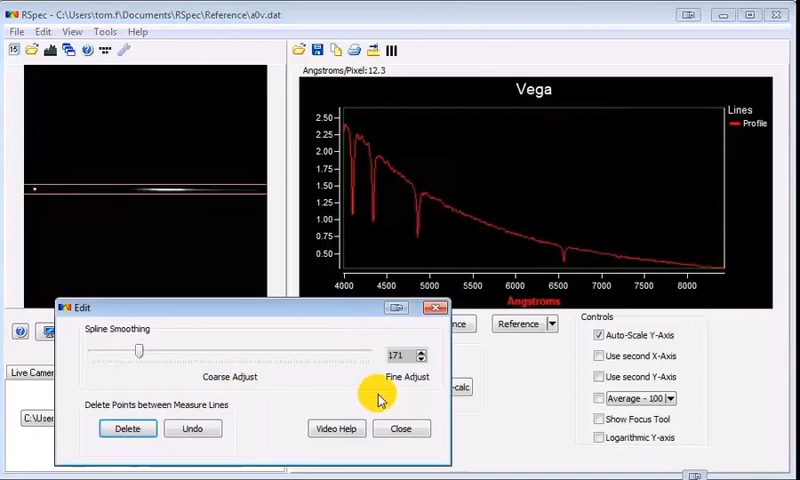 RSpec - C:\Users\tom.f\Documents\RSpec\Reference\a0v.dat
File Edit View Tools Help
15
Angstroms/Pixel: 12.3
Vega
Lines
Profile
2.50
2.25
2.00
1.75
1.50
1.25
1.00
0.75
0.50
4000 4500 5000 5500 6000 6500 7000 7500 8000
Angstroms
Edit
Spline Smoothing
171
Coarse Adjust
Fine Adjust
Delete Points between Measure Lines
Delete
Undo
Video Help
Close
Reference
Controls
Auto-Scale Y-Axis
Use second X-Axis
Use second Y-Axis
Average - 100
Show Focus Tool
Logarithmic Y-axis
Live Camer
C:\User